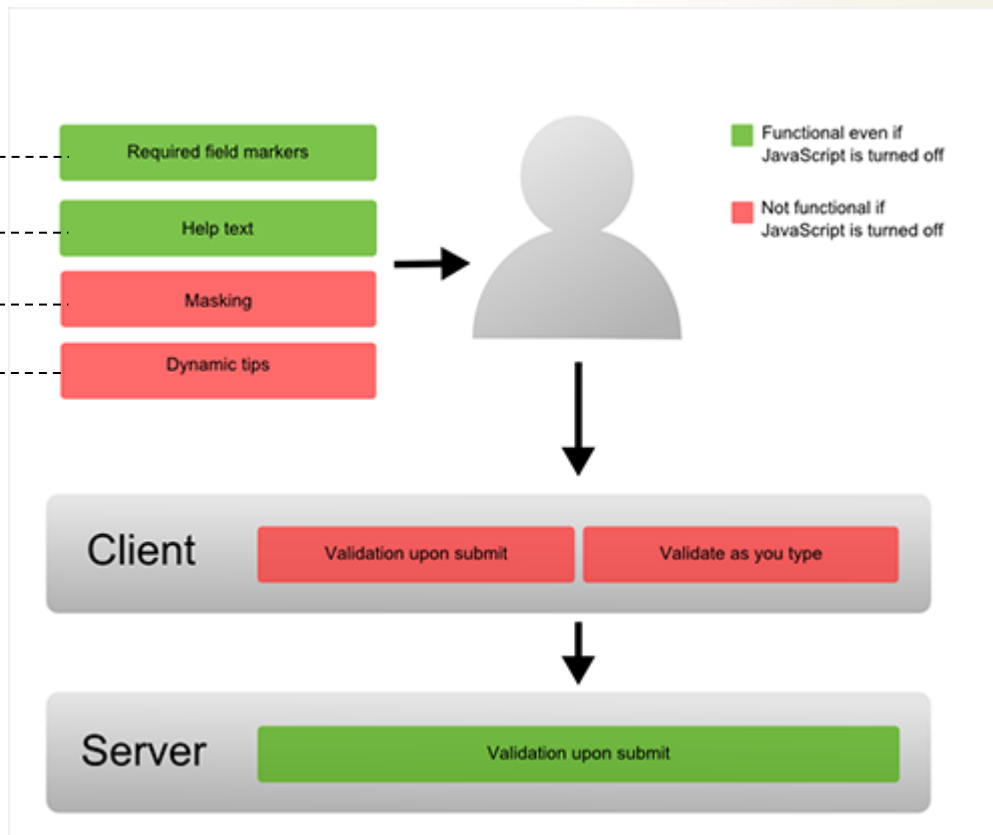 Required field markers
Help text
Masking
Dynamic tips
Functional even if
JavaScript is turned off
Not functional if
JavaScript is turned off
Client
Validation upon submit
Validate as you type
Server
Validation upon submit